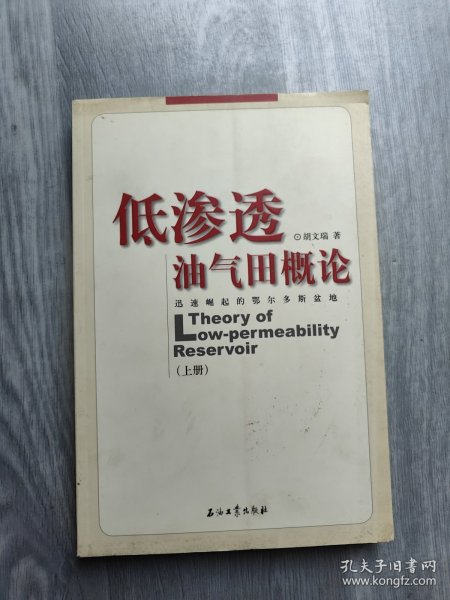 低渗透
⊙胡文瑞 著
油气田概论
迅速崛起的鄂尔多斯盆地
Theory of
Low-permeability
Reservoir
（上册）
石油工业出版社
孔夫子旧书网
www.kongfz.com